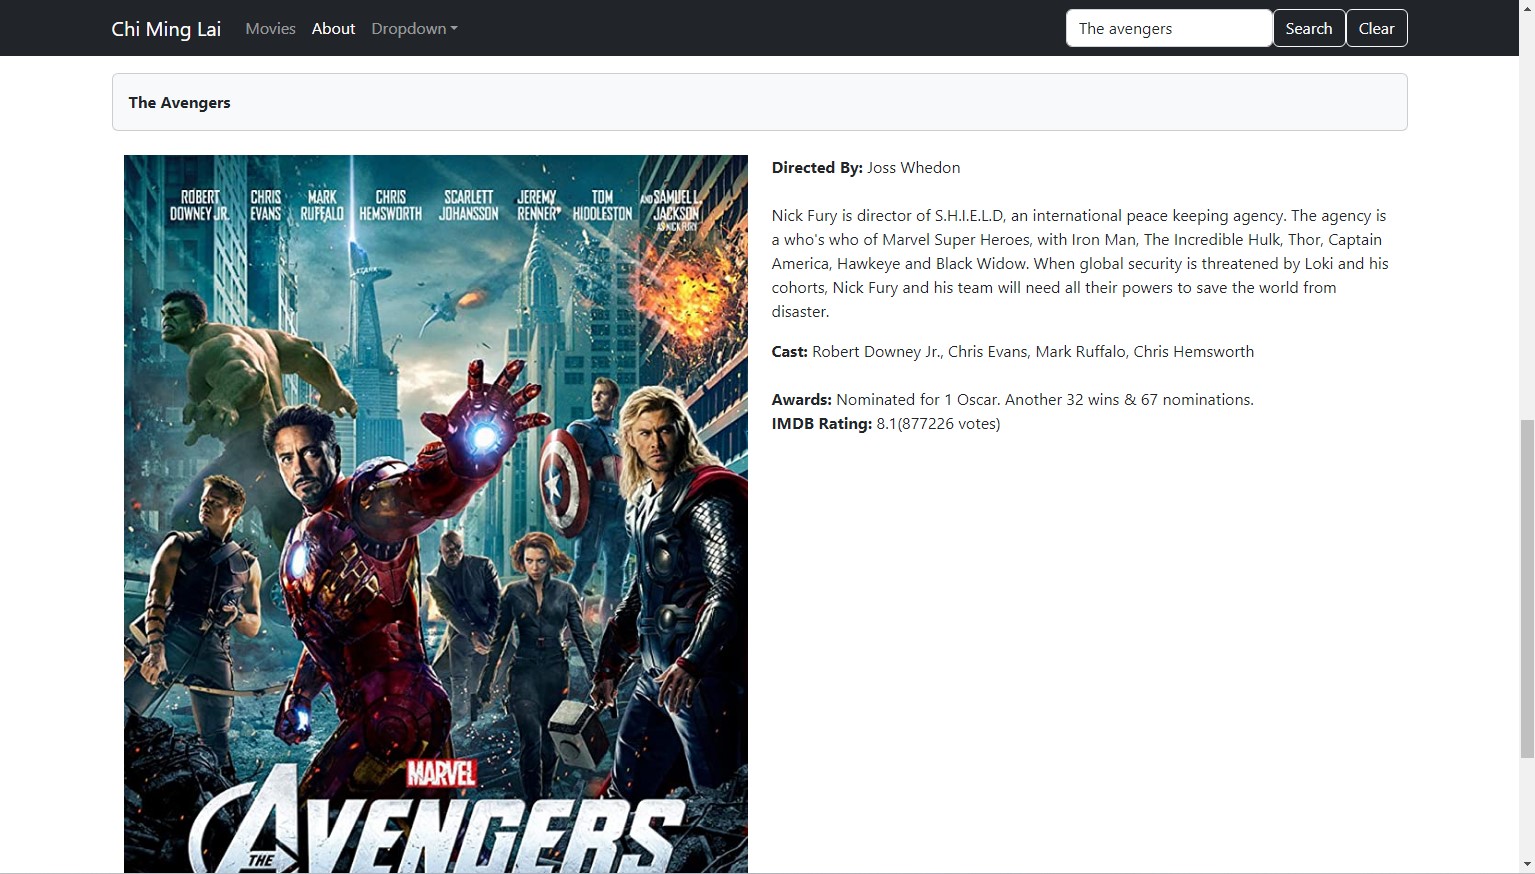 Chi Ming Lai Movies About Dropdown The avengers Search Clear
The Avengers
ROBERT DOWNEY JR.
CHRIS EVANS
MARK RUFFALO
CHRIS HEMSWORTH
SCARLETT JOHANSSON
JEREMY RENNER
TOM HIDDLESTON
AND SAMUEL L. JACKSON
AS NICK FURY
STARK
MARVEL
THE AVENGERS
Directed By: Joss Whedon
Nick Fury is director of S.H.I.E.L.D, an international peace keeping agency. The agency is
a who's who of Marvel Super Heroes, with Iron Man, The Incredible Hulk, Thor, Captain
America, Hawkeye and Black Widow. When global security is threatened by Loki and his
cohorts, Nick Fury and his team will need all their powers to save the world from
disaster.
Cast: Robert Downey Jr., Chris Evans, Mark Ruffalo, Chris Hemsworth
Awards: Nominated for 1 Oscar. Another 32 wins & 67 nominations.
IMDB Rating: 8.1(877226 votes)